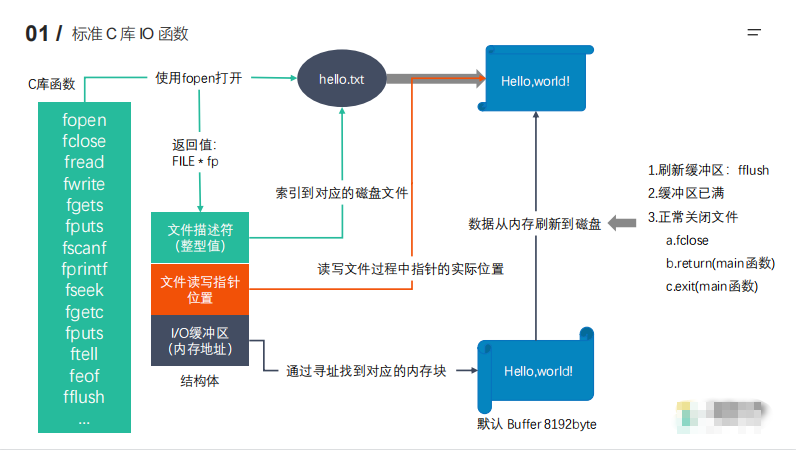 01 / 标准 C 库 IO 函数
C库函数
fopen
fclose
fread
fwrite
fgets
fputs
fscanf
fprintf
fseek
fgetc
fputs
ftell
feof
fflush
...
使用fopen打开
返回值：
FILE * fp
文件描述符
（整型值）
文件读写指针
位置
I/O缓冲区
（内存地址）
结构体
hello.txt
索引到对应的磁盘文件
读写文件过程中指针的实际位置
通过寻址找到对应的内存块
Hello,world!
数据从内存刷新到磁盘
Hello,world!
默认 Buffer 8192byte
1.刷新缓冲区：fflush
2.缓冲区已满
3.正常关闭文件
a.fclose
b.return(main函数)
c.exit(main函数)